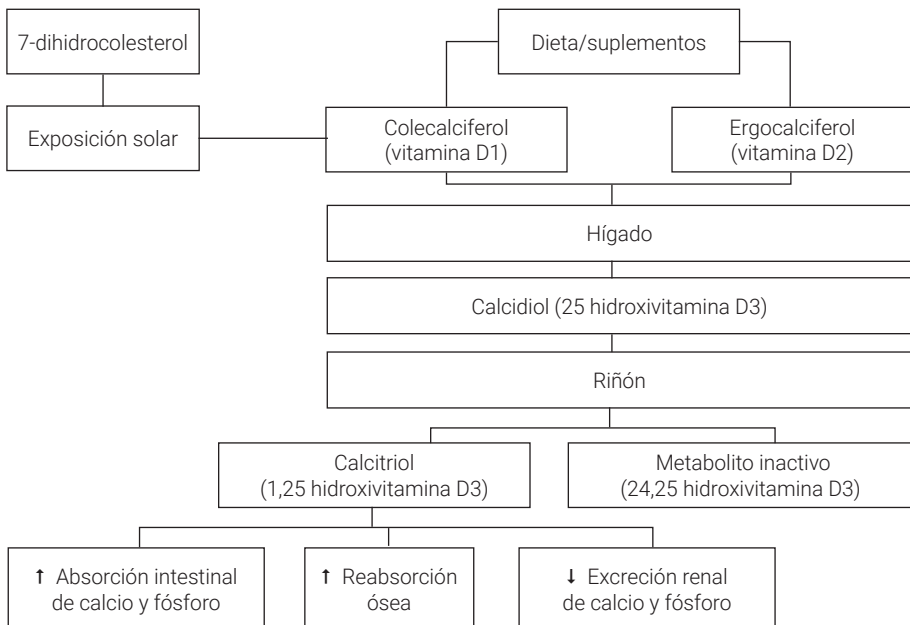 7-dihidrocolesterol
Dieta/suplementos
Exposición solar
Colecalciferol
(vitamina D1)
Ergocalciferol
(vitamina D2)
Hígado
Calcidiol (25 hidroxivitamina D3)
Riñón
Calcitriol
(1,25 hidroxivitamina D3)
Metabolito inactivo
(24,25 hidroxivitamina D3)
↑ Absorción intestinal
de calcio y fósforo
↑ Reabsorción
ósea
↓ Excreción renal
de calcio y fósforo